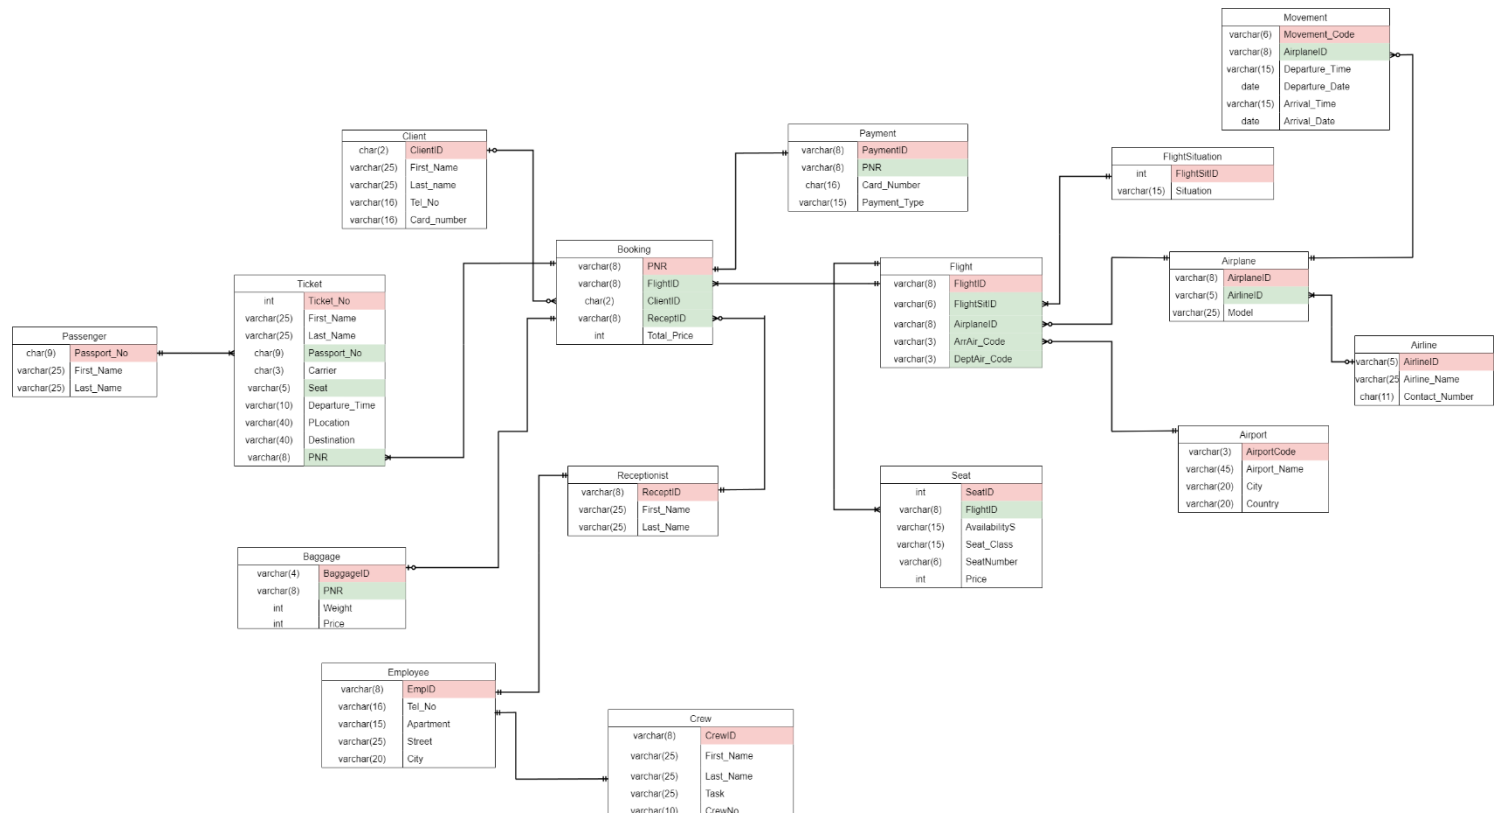 Movement
varchar(6) Movement_Code
varchar(8) AirplaneID
varchar(15) Departure_Time
date Departure_Date
varchar(15) Arrival_Time
date Arrival_Date
Client
char(2) ClientID
varchar(25) First_Name
varchar(25) Last_name
varchar(16) Tel_No
varchar(16) Card_number
Payment
varchar(8) PaymentID
varchar(8) PNR
char(16) Card_Number
varchar(15) Payment_Type
FlightSituation
int FlightSitID
varchar(15) Situation
Booking
varchar(8) PNR
varchar(8) FlightID
char(2) ClientID
varchar(8) ReceptID
int Total_Price
Flight
varchar(8) FlightID
varchar(6) FlightSitID
varchar(8) AirplaneID
varchar(3) ArrAir_Code
varchar(3) DeptAir_Code
Airplane
varchar(8) AirplaneID
varchar(5) AirlineID
varchar(25) Model
Ticket
int Ticket_No
varchar(25) First_Name
varchar(25) Last_Name
char(9) Passport_No
char(3) Carrier
varchar(5) Seat
varchar(10) Departure_Time
varchar(40) PLocation
varchar(40) Destination
varchar(8) PNR
Passenger
char(9) Passport_No
varchar(25) First_Name
varchar(25) Last_Name
Airline
varchar(5) AirlineID
varchar(25 Airline_Name
char(11) Contact_Number
Airport
varchar(3) AirportCode
varchar(45) Airport_Name
varchar(20) City
varchar(20) Country
Receptionist
varchar(8) ReceptID
varchar(25) First_Name
varchar(25) Last_Name
Seat
int SeatID
varchar(8) FlightID
varchar(15) AvailabilityS
varchar(15) Seat_Class
varchar(6) SeatNumber
int Price
Baggage
varchar(4) BaggageID
varchar(8) PNR
int Weight
int Price
Employee
varchar(8) EmpID
varchar(16) Tel_No
varchar(15) Apartment
varchar(25) Street
varchar(20) City
Crew
varchar(8) CrewID
varchar(25) First_Name
varchar(25) Last_Name
varchar(25) Task
varchar(10) CrewNo